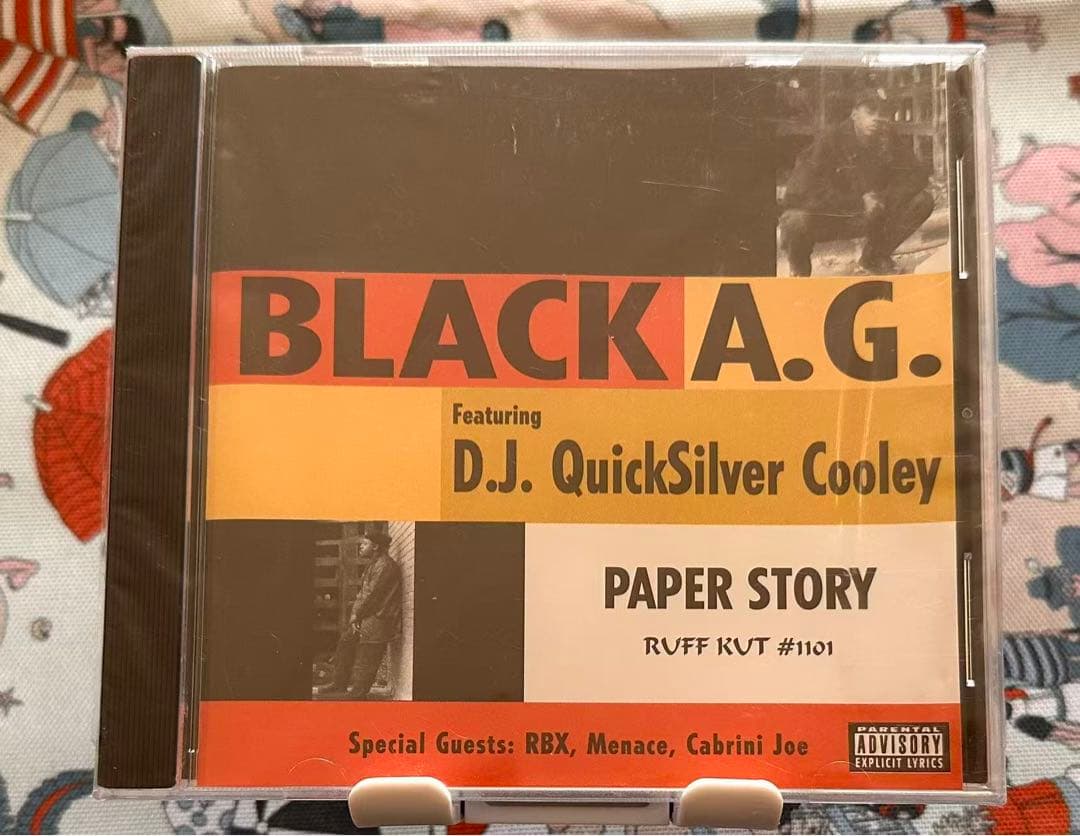 BLACK A.G.
Featuring
D.J. QuickSilver Cooley
PAPER STORY
RUFF KUT #1101
Special Guests: RBX, Menace, Cabrini Joe
PARENTAL
ADVISORY
EXPLICIT LYRICS